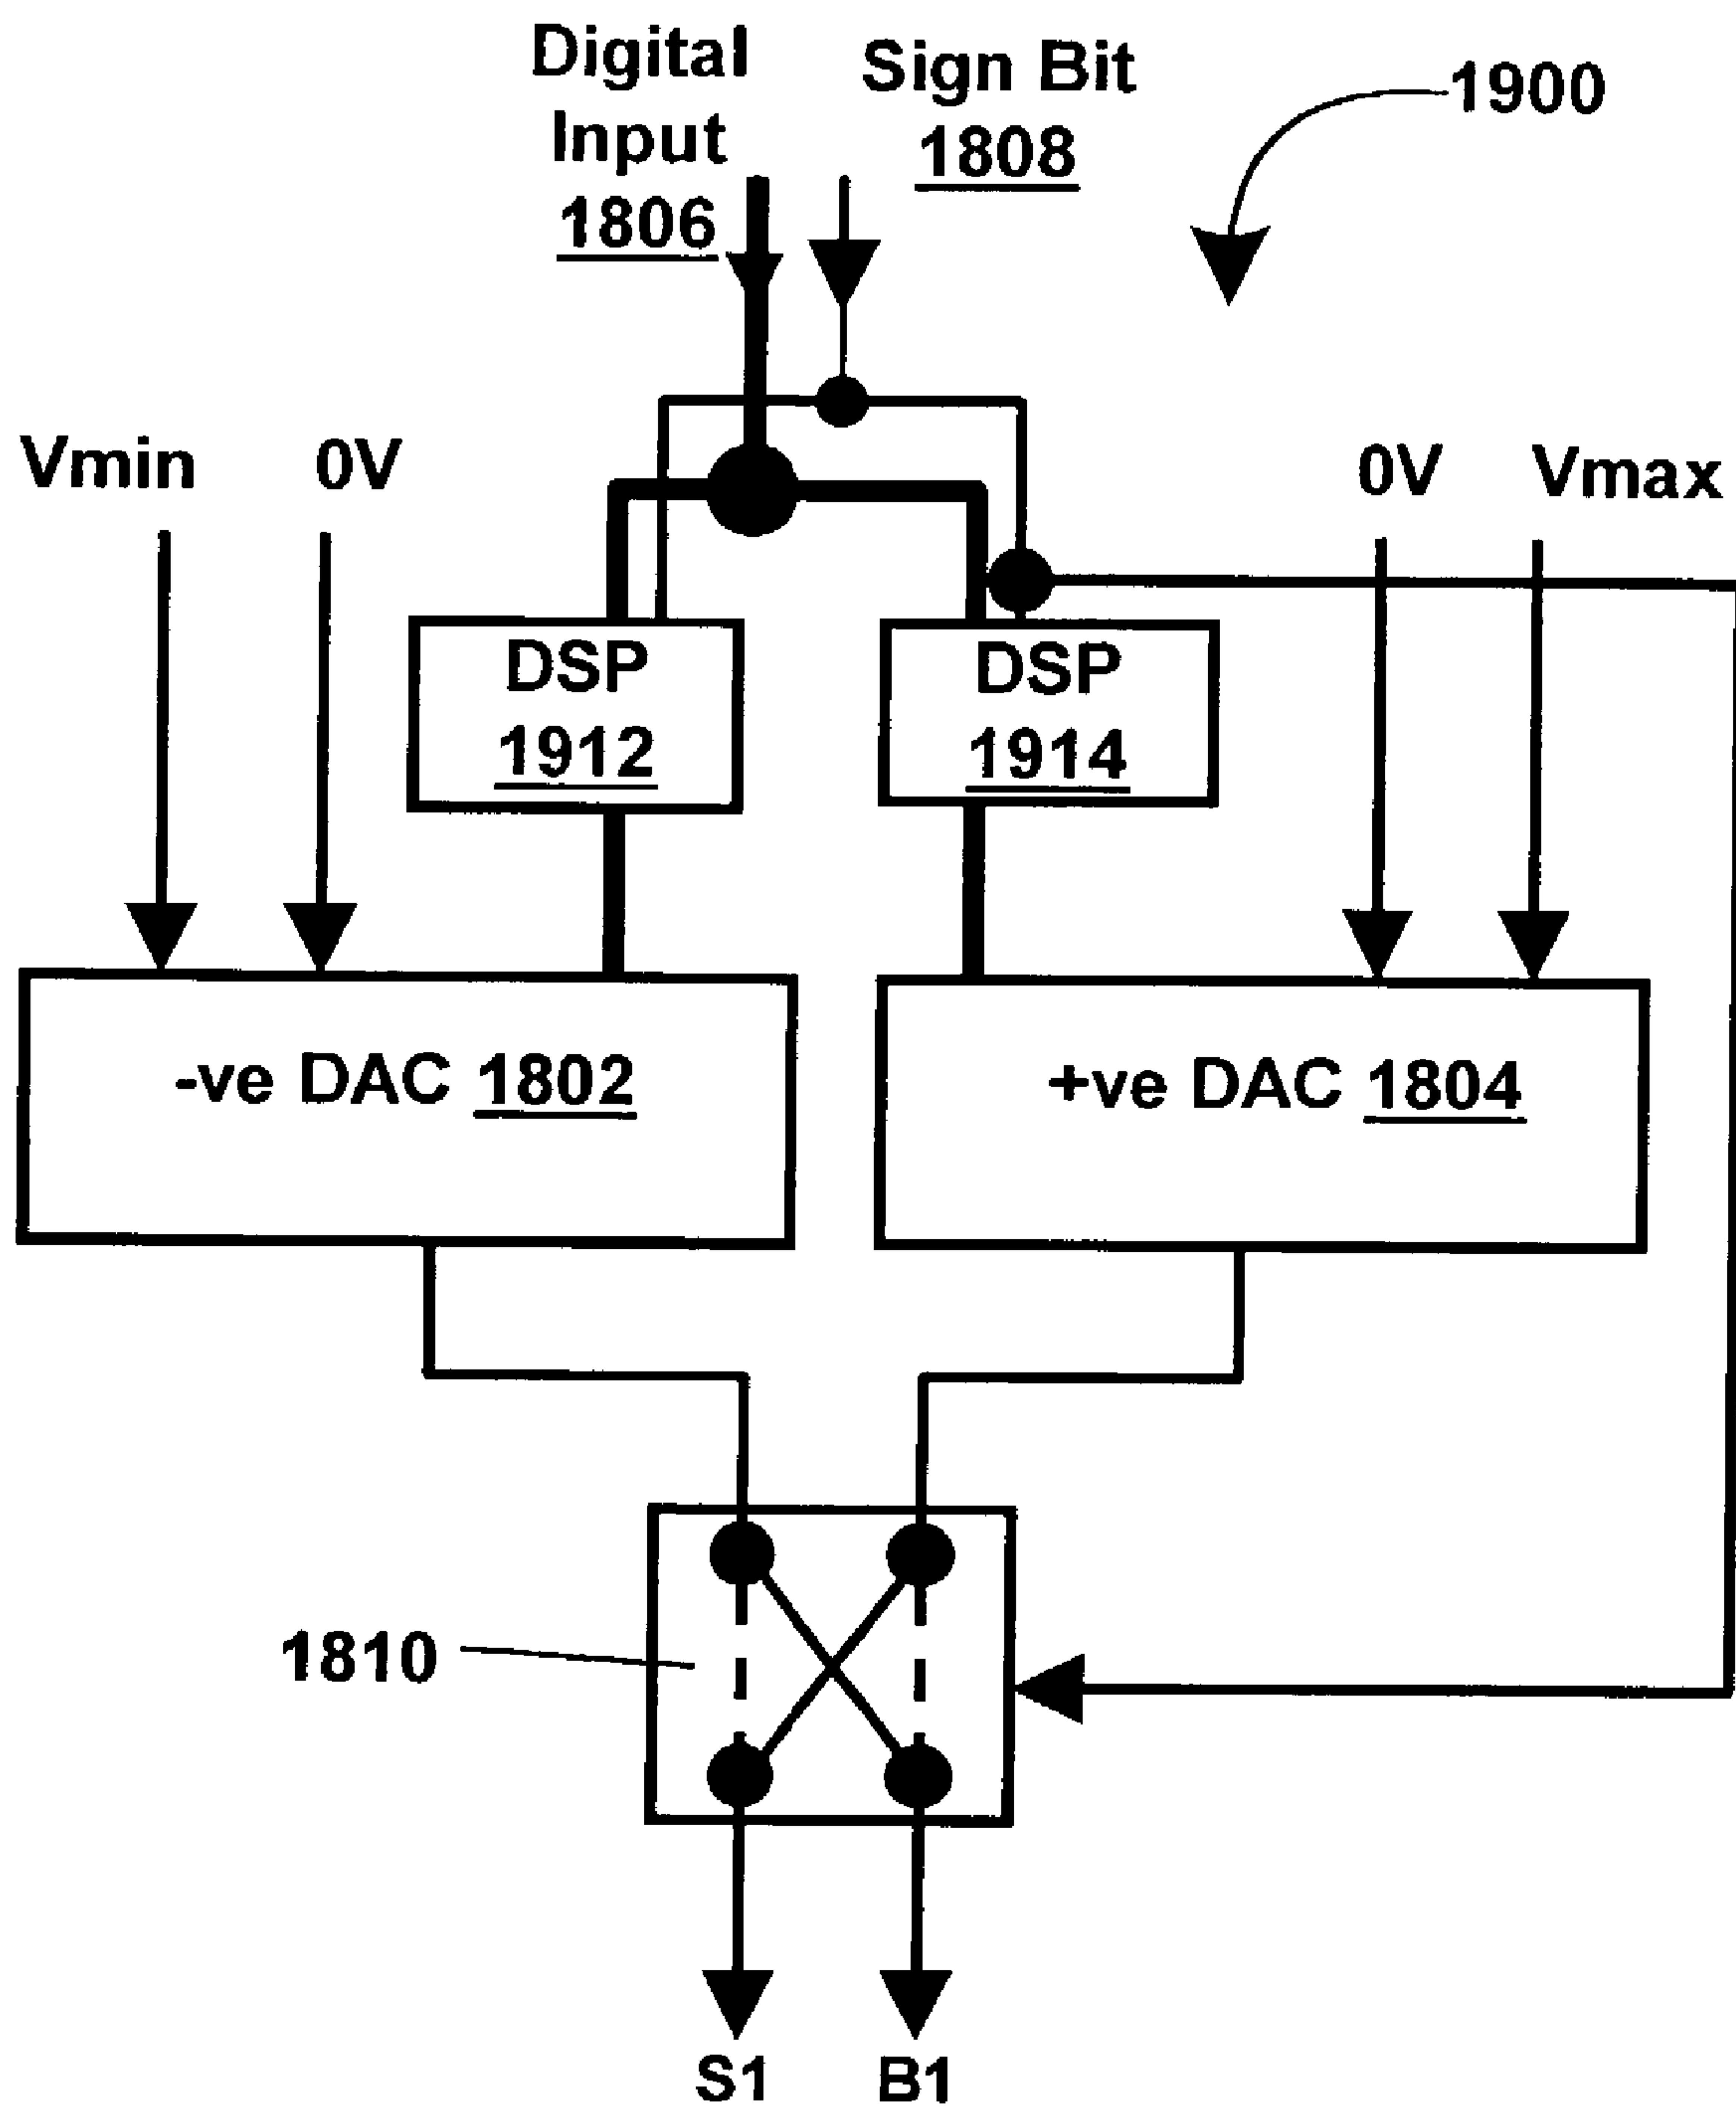 Digital
Input
1806
Sign Bit
1808
1900
Vmin
0V
0V
Vmax
DSP
1912
DSP
1914
-ve DAC 1802
+ve DAC 1804
1810
S1
B1